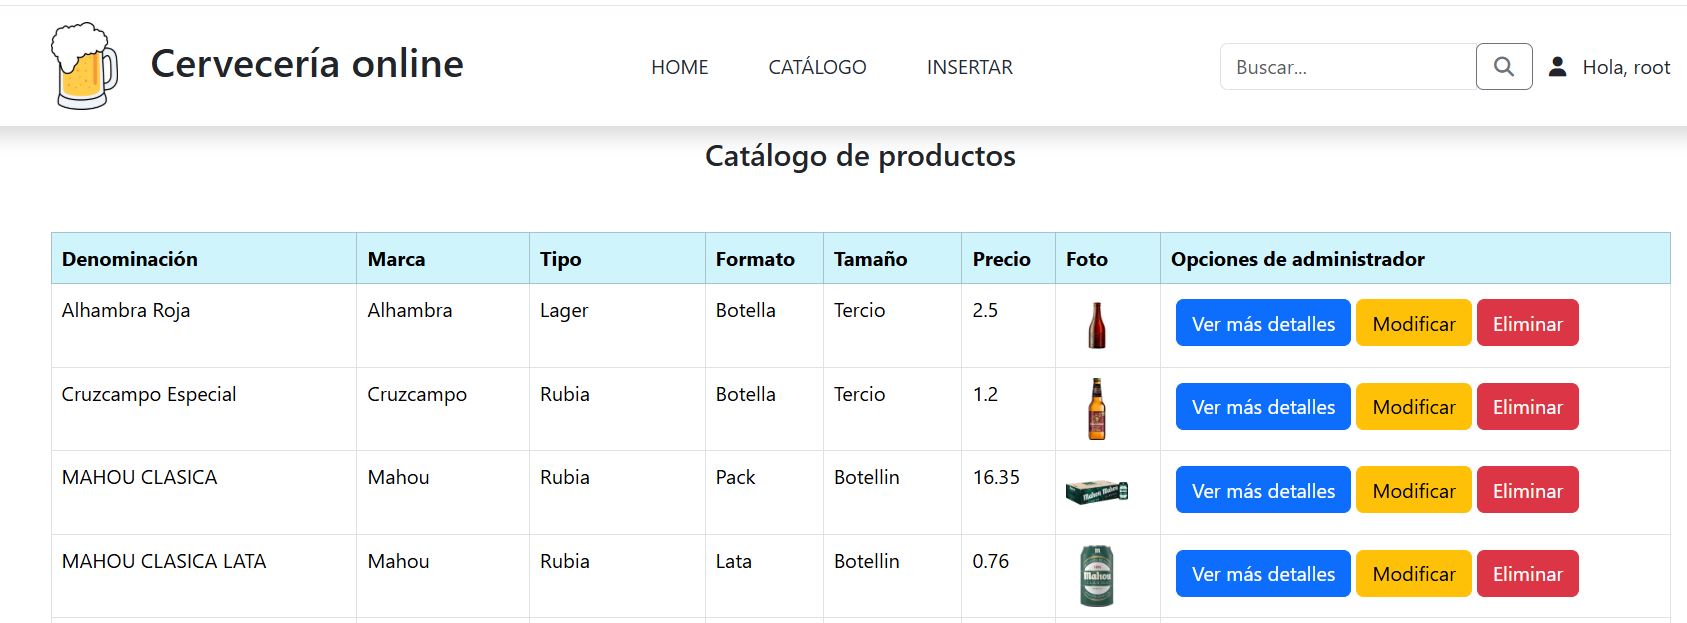 Cervecería online
HOME CATÁLOGO INSERTAR
Buscar...
Hola, root
Catálogo de productos
Denominación Marca Tipo Formato Tamaño Precio Foto Opciones de administrador
Alhambra Roja Alhambra Lager Botella Tercio 2.5 Ver más detalles Modificar Eliminar
Cruzcampo Especial Cruzcampo Rubia Botella Tercio 1.2 Ver más detalles Modificar Eliminar
MAHOU CLASICA Mahou Rubia Pack Botellin 16.35 Mahou Mahou Ver más detalles Modificar Eliminar
MAHOU CLASICA LATA Mahou Rubia Lata Botellin 0.76 Mahou Ver más detalles Modificar Eliminar